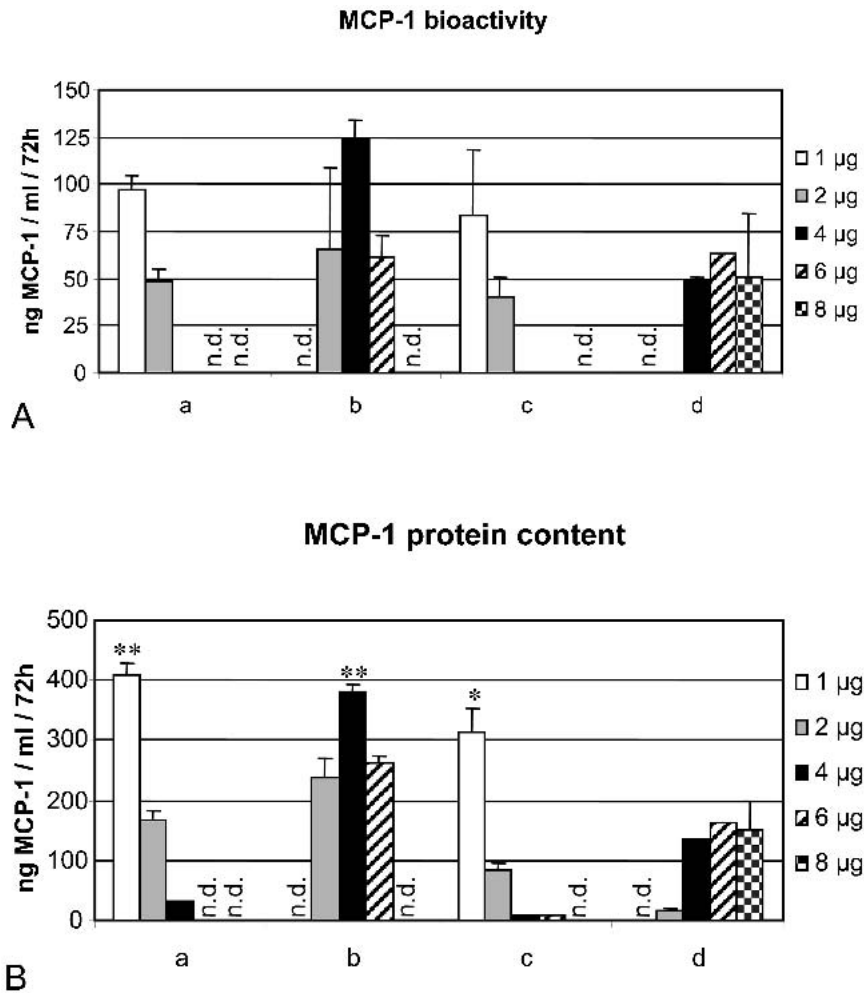 MCP-1 bioactivity
ng MCP-1 / ml / 72h
150
125
100
75
50
25
0
n.d.
n.d.
n.d.
n.d.
n.d.
n.d.
a
b
c
d
1 µg
2 µg
4 µg
6 µg
8 µg
A
MCP-1 protein content
ng MCP-1 / ml / 72h
500
400
300
200
100
0
**
**
*
n.d.
n.d.
n.d.
n.d.
n.d.
n.d.
a
b
c
d
1 µg
2 µg
4 µg
6 µg
8 µg
B